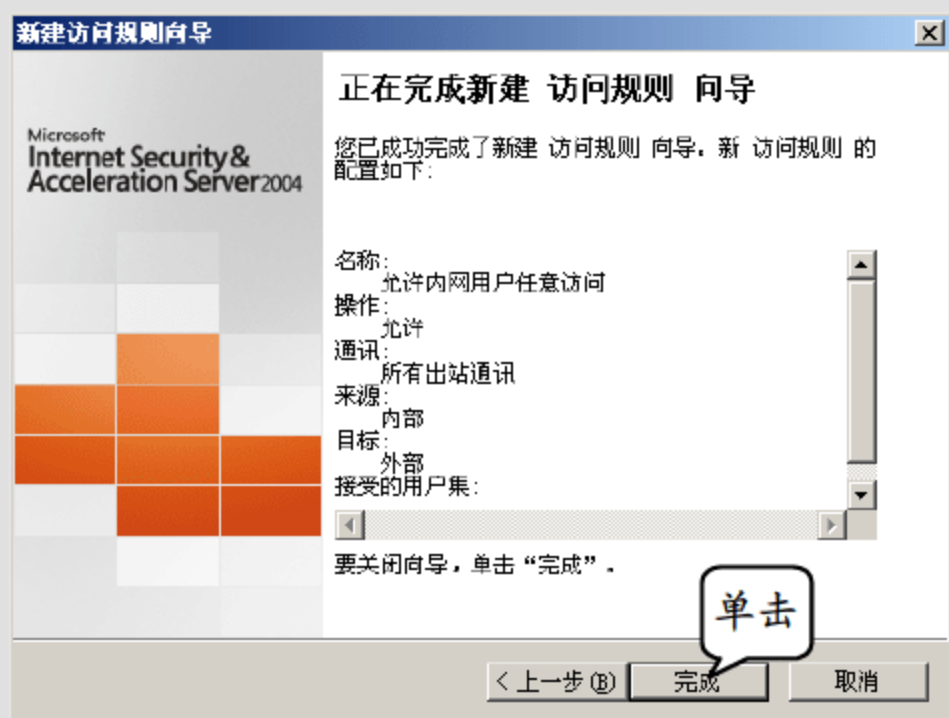 新建访问规则向导
Microsoft
Internet Security &
Acceleration Server 2004
正在完成新建 访问规则 向导
您已成功完成了新建 访问规则 向导。新 访问规则 的
配置如下:
名称:
允许内网用户任意访问
操作:
允许
通讯:
所有出站通讯
来源:
内部
目标:
外部
接受的用户集:
要关闭向导，单击“完成”。
单击
< 上一步(B)
完成
取消